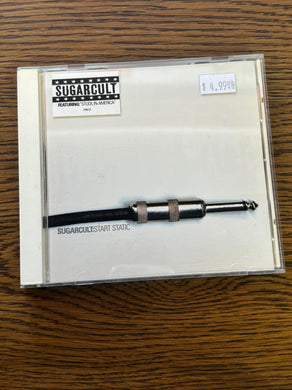 SUGARCULT
FEATURING "STUCK IN AMERICA"
$ 4.99
SUGARCULT:START STATIC